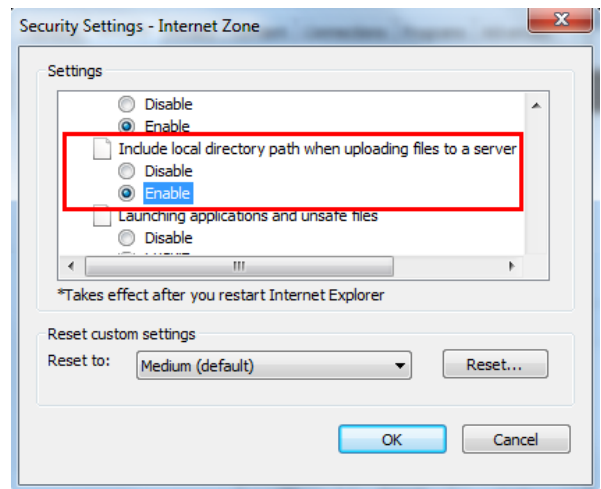 Security Settings - Internet Zone
Settings
Disable
Enable
Include local directory path when uploading files to a server
Disable
Enable
Launching applications and unsafe files
Disable
*Takes effect after you restart Internet Explorer
Reset custom settings
Reset to: Medium (default) Reset...
OK Cancel